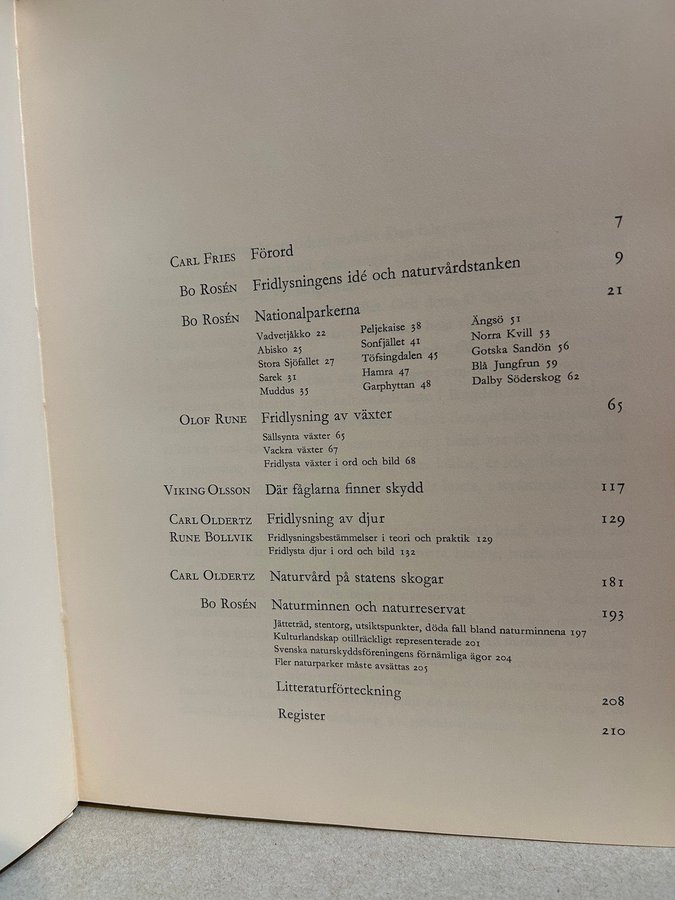 CARL FRIES Förord 7
BO ROSÉN Fridlysningens idé och naturvårdstanken 9
BO ROSÉN Nationalparkerna 21
Vadvetjåkko 22 Peljekaise 38 Ängsö 51
Abisko 25 Sonfjället 41 Norra Kvill 53
Stora Sjöfallet 27 Töfsingdalen 45 Gotska Sandön 56
Sarek 31 Hamra 47 Blå Jungfrun 59
Muddus 35 Garphyttan 48 Dalby Söderskog 62
OLOF RUNE Fridlysning av växter 65
Sällsynta växter 65
Vackra växter 67
Fridlysta växter i ord och bild 68
VIKING OLSSON Där fåglarna finner skydd 117
CARL OLDERTZ Fridlysning av djur 129
RUNE BOLLVIK Fridlysningsbestämmelser i teori och praktik 129
Fridlysta djur i ord och bild 132
CARL OLDERTZ Naturvård på statens skogar 181
BO ROSÉN Naturminnen och naturreservat 193
Jätteträd, stentorg, utsiktspunkter, döda fall bland naturminnena 197
Kulturlandskap otillräckligt representerade 201
Svenska naturskyddsföreningens förnämliga ägor 204
Fler naturparker måste avsättas 205
Litteraturförteckning 208
Register 210